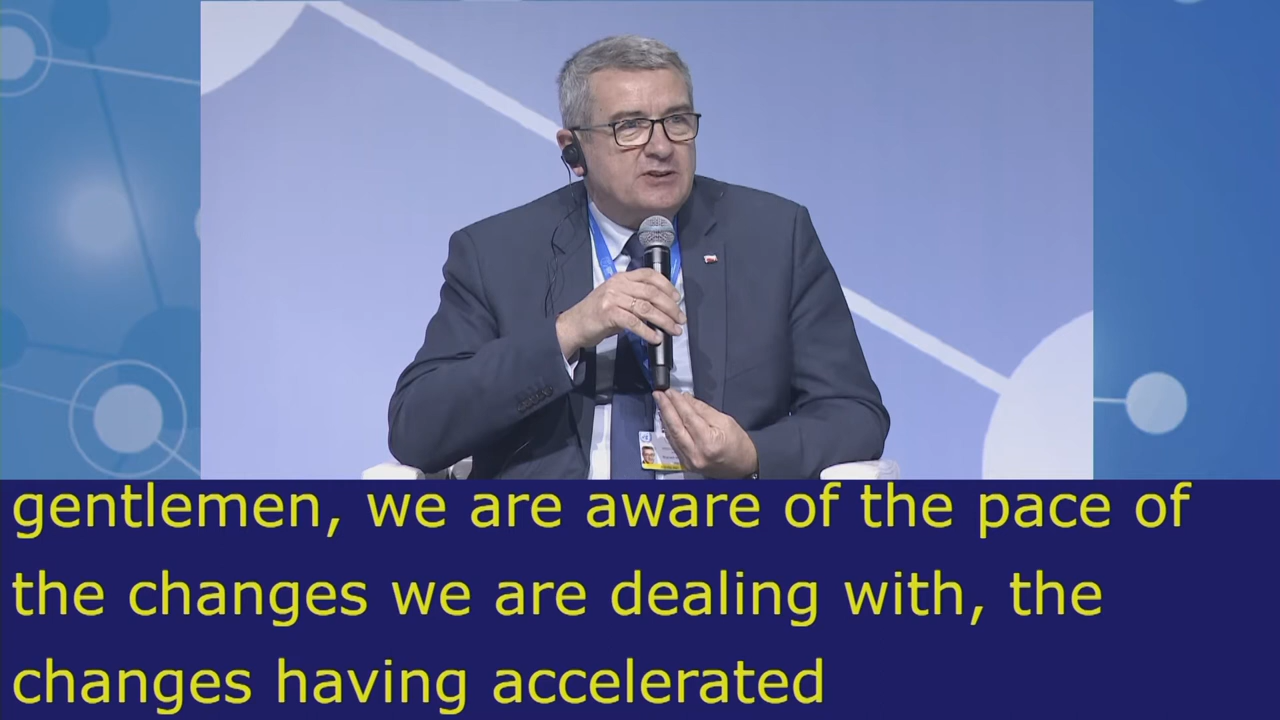 gentlemen, we are aware of the pace of
the changes we are dealing with, the
changes having accelerated